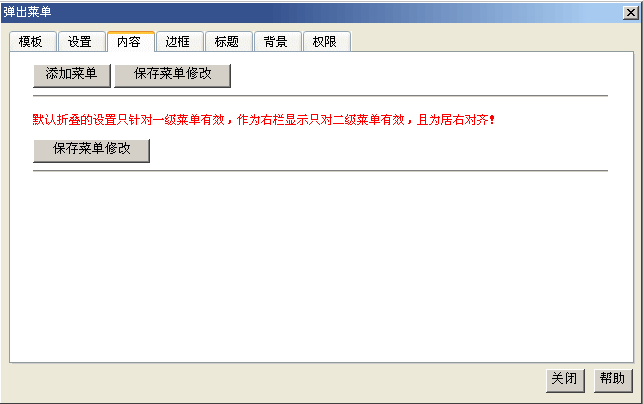 弹出菜单
模板 设置 内容 边框 标题 背景 权限
添加菜单 保存菜单修改
默认折叠的设置只针对一级菜单有效，作为右栏显示只对二级菜单有效，且为居右对齐！
保存菜单修改
关闭 帮助